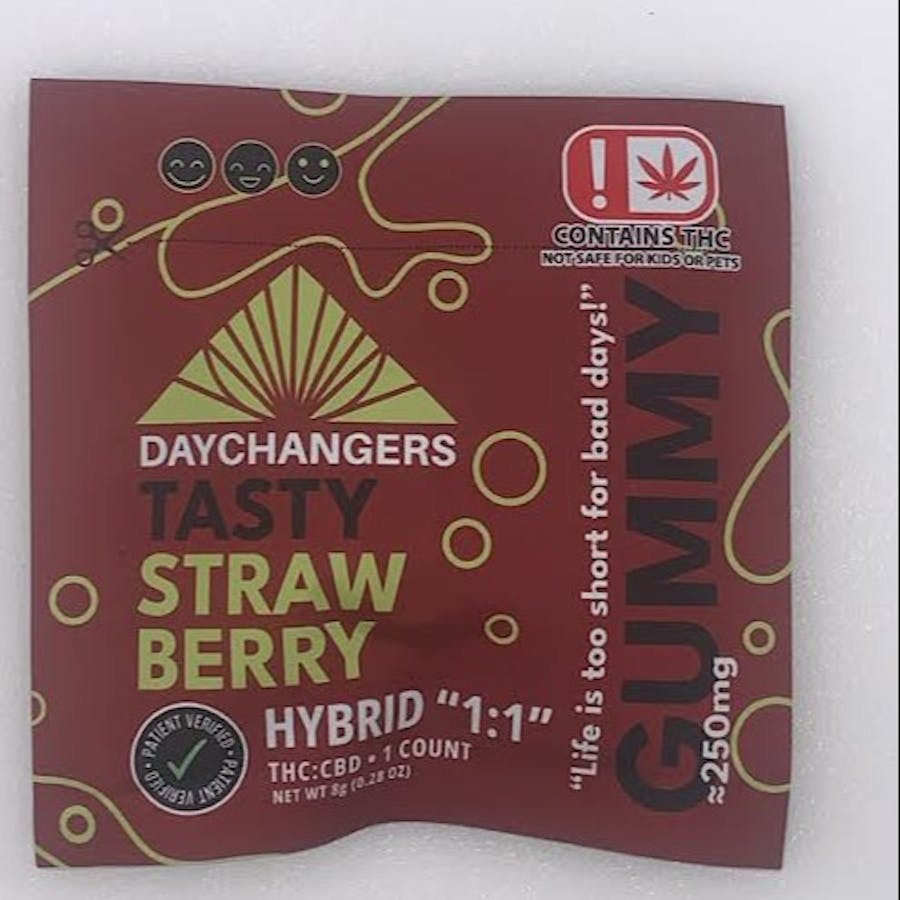 CONTAINS THC
NOT SAFE FOR KIDS OR PETS
DAYCHANGERS
TASTY
STRAW
BERRY
HYBRID “1:1”
THC:CBD • 1 COUNT
NET WT 8g (0.28 OZ)
PATIENT VERIFIED • PATIENT VERIFIED •
“Life is too short for bad days!”
GUMMY
≈250mg